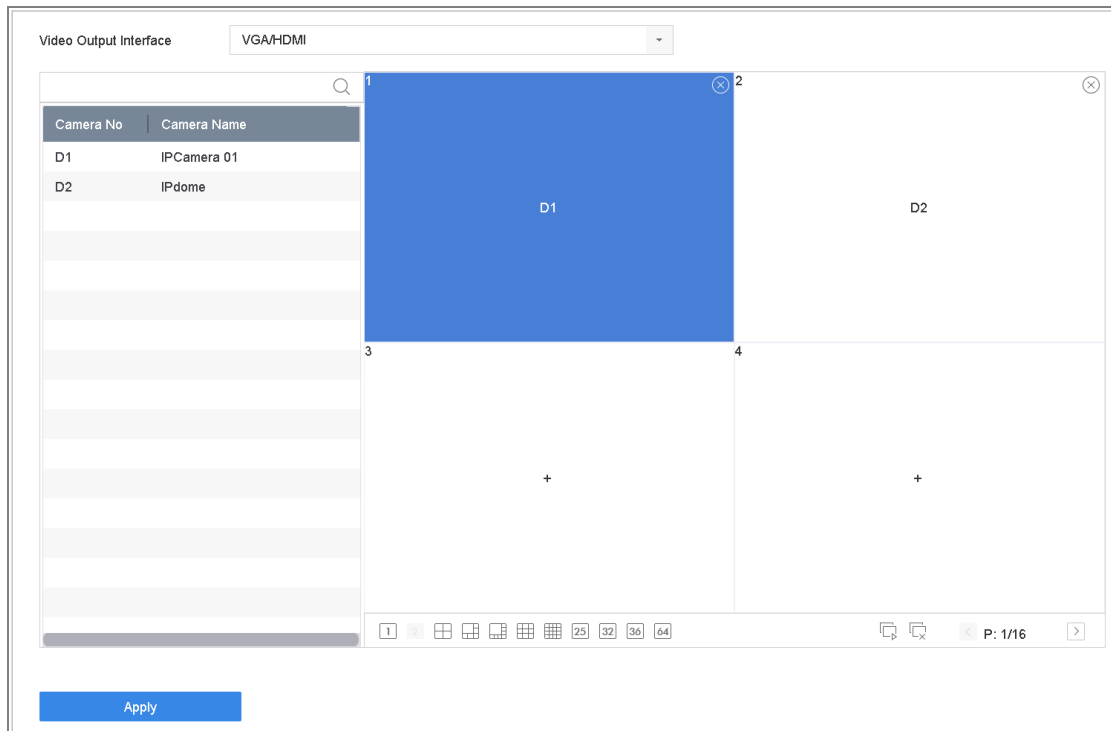 Video Output Interface VGA/HDMI
1 2
Camera No Camera Name
D1 IPCamera 01
D2 IPdome
D1 D2
3 4
+ +
1 2 25 32 36 64 P: 1/16
Apply